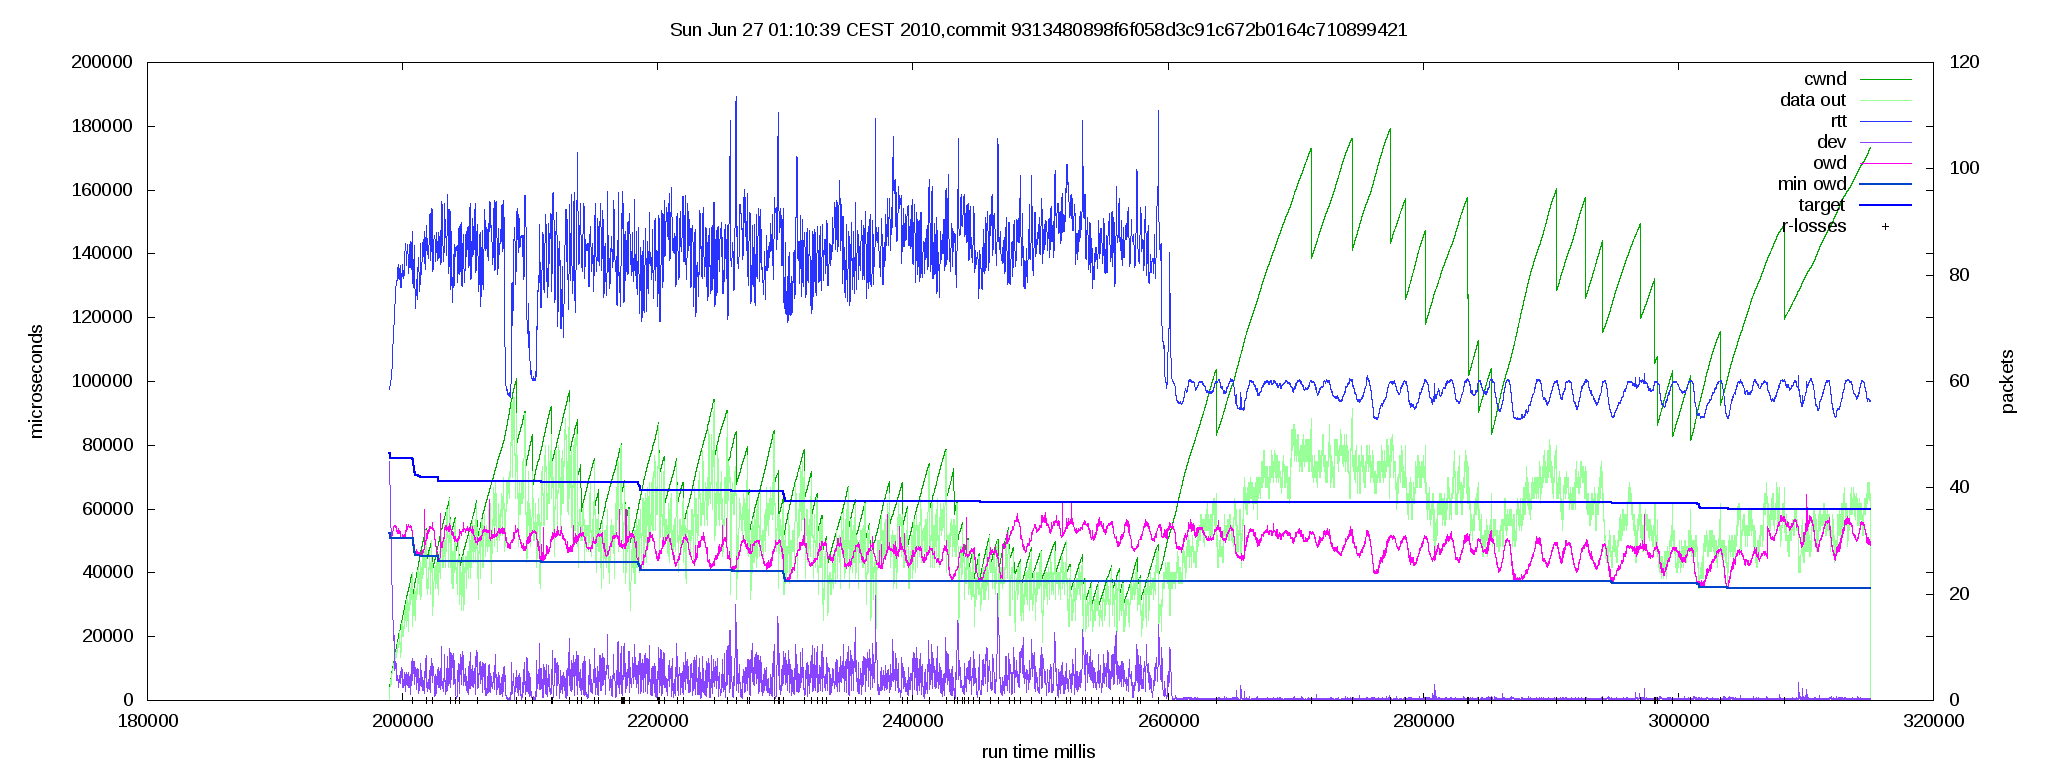 Sun Jun 27 01:10:39 CEST 2010,commit 9313480898f6f058d3c91c672b0164c710899421
200000
180000
160000
140000
120000
100000
80000
60000
40000
20000
0
microseconds
120
100
80
60
40
20
0
packets
cwnd
data out
rtt
dev
owd
min owd
target
r-losses
180000 200000 220000 240000 260000 280000 300000 320000
run time millis